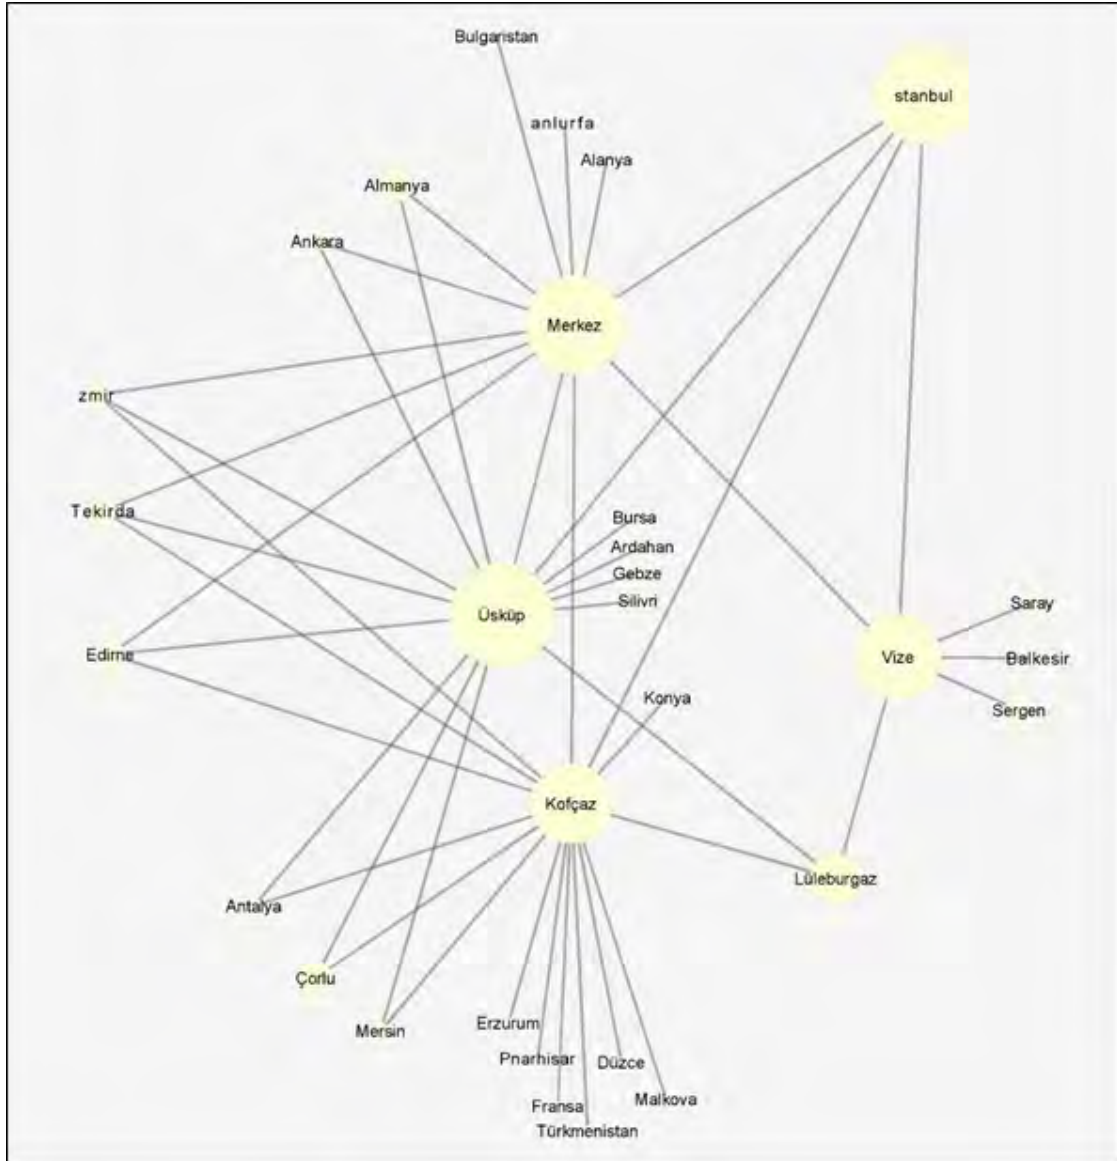 Bulgaristan
stanbul
anlurfa
Alanya
Almanya
Ankara
Merkez
zmir
Tekirda
Bursa
Ardahan
Gebze
Silivri
Saray
Üsküp
Edirne
Vize
Balkesir
Konya
Sergen
Kofçaz
Lüleburgaz
Antalya
Çorlu
Erzurum
Mersin
Pnarhisar
Düzce
Malkova
Fransa
Türkmenistan